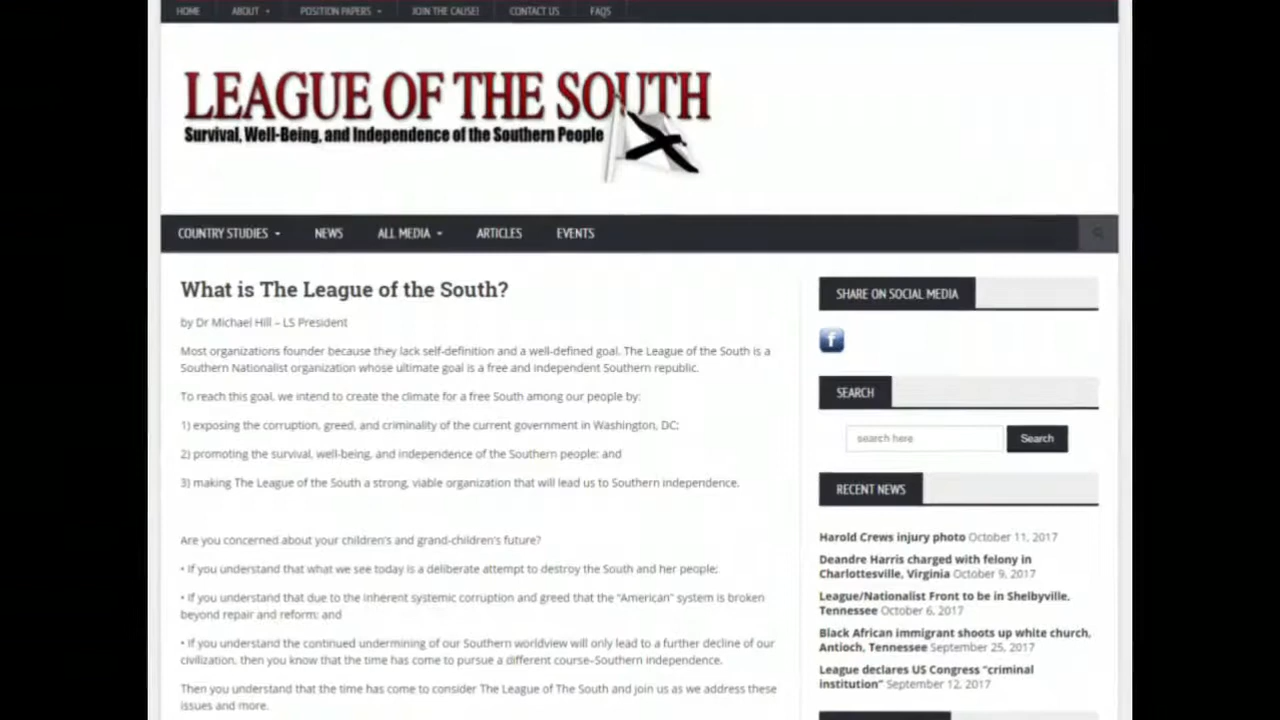 HOME ABOUT POSITION PAPERS JOIN THE CAUSE! CONTACT US FAQS
LEAGUE OF THE SOUTH
Survival, Well-Being, and Independence of the Southern People
COUNTRY STUDIES NEWS ALL MEDIA ARTICLES EVENTS
What is The League of the South?
by Dr Michael Hill – LS President
Most organizations founder because they lack self-definition and a well-defined goal. The League of the South is a
Southern Nationalist organization whose ultimate goal is a free and independent Southern republic.
To reach this goal, we intend to create the climate for a free South among our people by:
1) exposing the corruption, greed, and criminality of the current government in Washington, DC;
2) promoting the survival, well-being, and independence of the Southern people; and
3) making The League of the South a strong, viable organization that will lead us to Southern independence.
Are you concerned about your children's and grand-children's future?
• If you understand that what we see today is a deliberate attempt to destroy the South and her people;
• If you understand that due to the inherent systemic corruption and greed that the "American" system is broken
beyond repair and reform; and
• If you understand the continued undermining of our Southern worldview will only lead to a further decline of our
civilization, then you know that the time has come to pursue a different course–Southern independence.
Then you understand that the time has come to consider The League of The South and join us as we address these
issues and more.
SHARE ON SOCIAL MEDIA
f
SEARCH
search here Search
RECENT NEWS
Harold Crews injury photo October 11, 2017
Deandre Harris charged with felony in
Charlottesville, Virginia October 9, 2017
League/Nationalist Front to be in Shelbyville,
Tennessee October 6, 2017
Black African immigrant shoots up white church,
Antioch, Tennessee September 25, 2017
League declares US Congress "criminal
institution" September 12, 2017